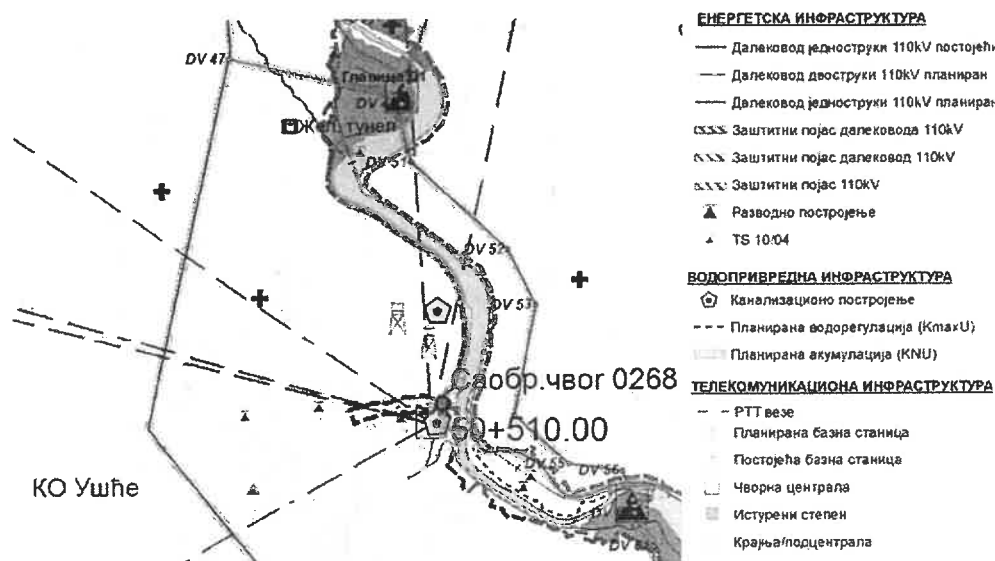 DV 47
Главица 01
Жел. тунел
DV 51
DV 52
DV 53
Саобр.чвог 0268
60+510.00
DV 55
DV 56
КО Ушће
ЕНЕРГЕТСКА ИНФРАСТРУКТУРА
Далековод једноструки 110kV постојећи
Далековод двоструки 110kV планиран
Далековод једноструки 110kV планиран
Заштитни појас далековода 110kV
Заштитни појас далековод 110kV
Заштитни појас 110kV
Разводно постројење
TS 10/04
ВОДОПРИВРЕДНА ИНФРАСТРУКТУРА
Канализационо постројење
Планирана водорегулација (KmaxU)
Планирана акумулација (KNU)
ТЕЛЕКОМУНИКАЦИОНА ИНФРАСТРУКТУРА
РТТ везе
Планирана базна станица
Постојећа базна станица
Чворна централа
Истурени степен
Крајња/подцентрала